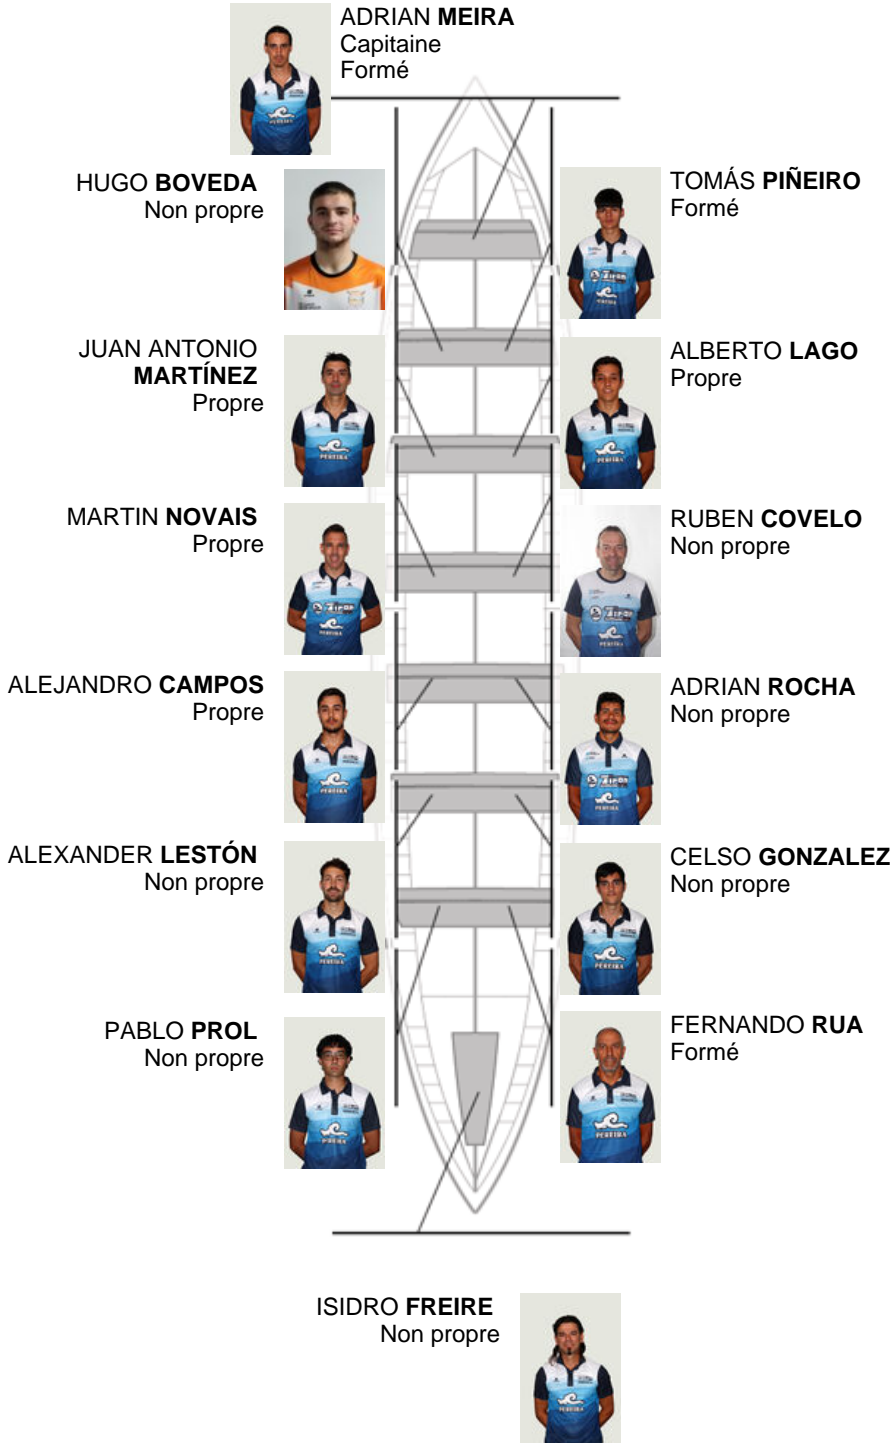 ADRIAN MEIRA
Capitaine
Formé
HUGO BOVEDA
Non propre
TOMÁS PIÑEIRO
Formé
JUAN ANTONIO
MARTÍNEZ
Propre
ALBERTO LAGO
Propre
MARTIN NOVAIS
Propre
RUBEN COVELO
Non propre
ALEJANDRO CAMPOS
Propre
ADRIAN ROCHA
Non propre
ALEXANDER LESTÓN
Non propre
CELSO GONZALEZ
Non propre
PABLO PROL
Non propre
FERNANDO RUA
Formé
ISIDRO FREIRE
Non propre